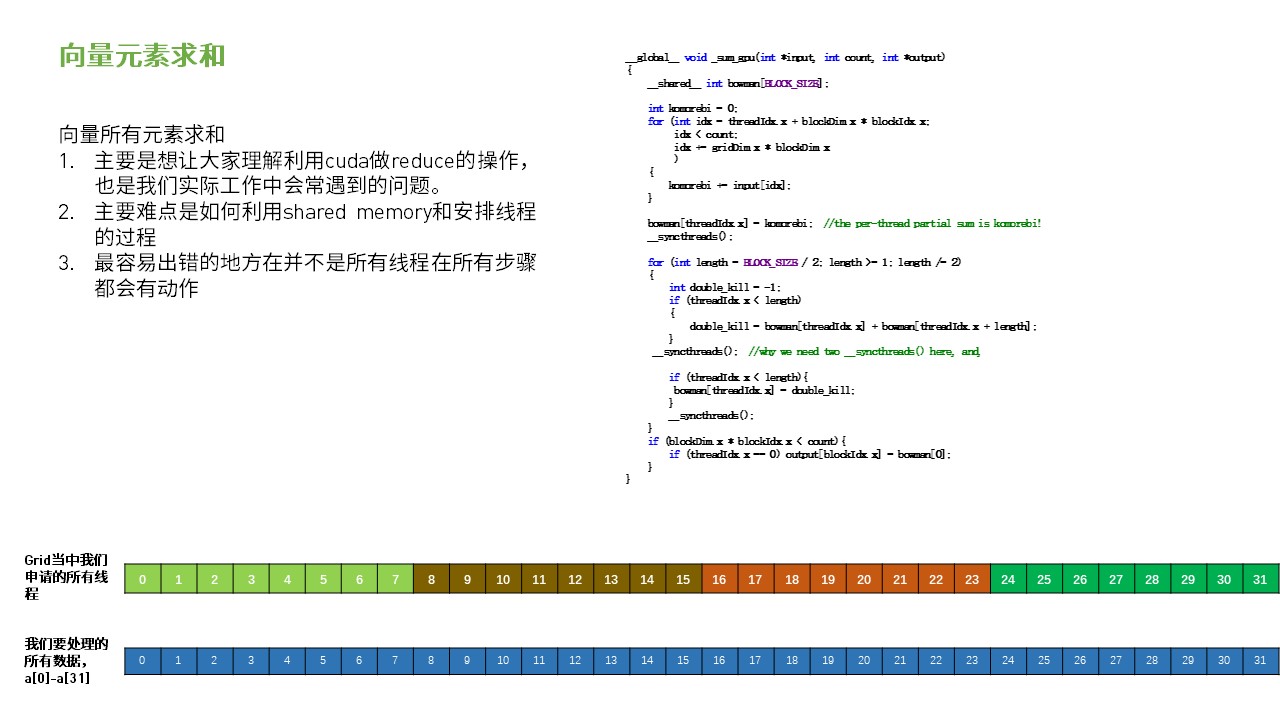 向量元素求和
向量所有元素求和
1. 主要是想让大家理解利用cuda做reduce的操作，
也是我们实际工作中会常遇到的问题。
2. 主要难点是如何利用shared memory和安排线程
的过程
3. 最容易出错的地方在并不是所有线程在所有步骤
都会有动作
__global__ void _sum_gpu(int *input, int count, int *output)
{
__shared__ int bowman[BLOCK_SIZE];
int komorebi = 0;
for (int idx = threadIdx.x + blockDim.x * blockIdx.x;
idx < count;
idx += gridDim.x * blockDim.x
)
{
komorebi += input[idx];
}
bowman[threadIdx.x] = komorebi; //the per-thread partial sum is komorebi!
__syncthreads();
for (int length = BLOCK_SIZE / 2; length >= 1; length /= 2)
{
int double_kill = -1;
if (threadIdx.x < length)
{
double_kill = bowman[threadIdx.x] + bowman[threadIdx.x + length];
}
__syncthreads(); //why we need two __syncthreads() here, and,
if (threadIdx.x < length){
bowman[threadIdx.x] = double_kill;
}
__syncthreads();
}
if (blockDim.x * blockIdx.x < count){
if (threadIdx.x == 0) output[blockIdx.x] = bowman[0];
}
}
Grid当中我们
申请的所有线
程
0 1 2 3 4 5 6 7 8 9 10 11 12 13 14 15 16 17 18 19 20 21 22 23 24 25 26 27 28 29 30 31
我们要处理的
所有数据，
a[0]-a[31]
0 1 2 3 4 5 6 7 8 9 10 11 12 13 14 15 16 17 18 19 20 21 22 23 24 25 26 27 28 29 30 31